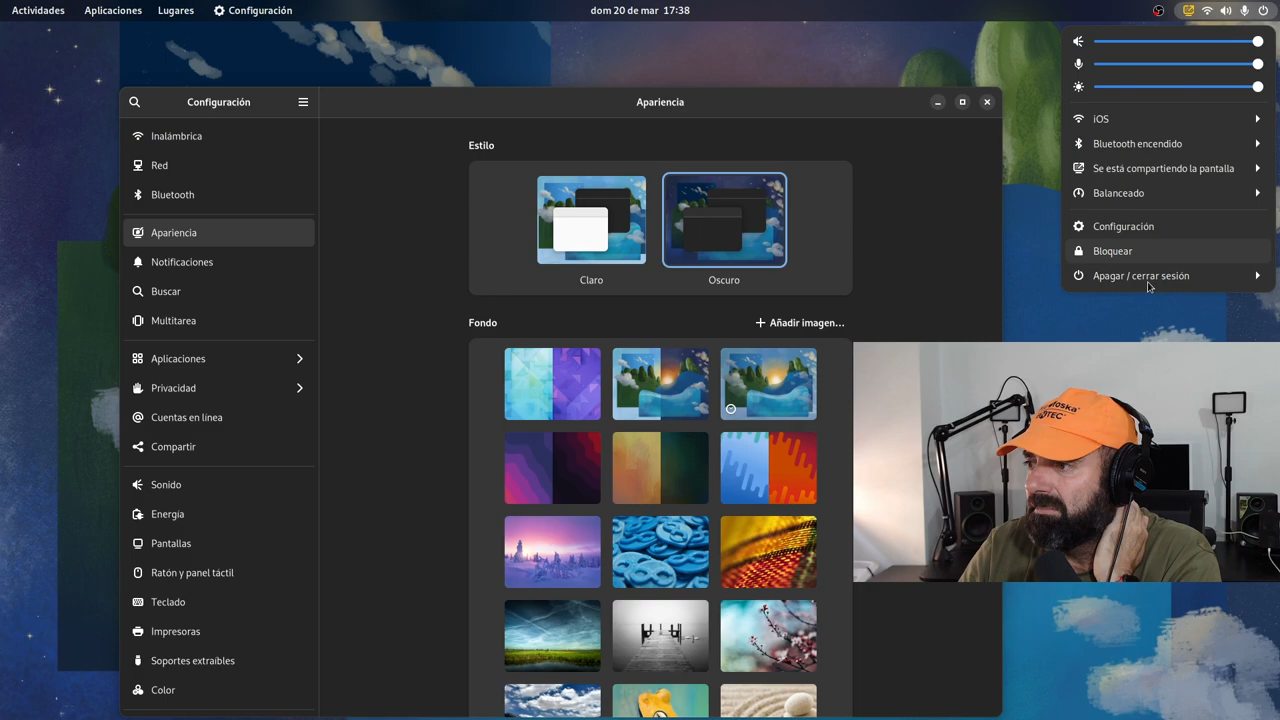 Actividades
Aplicaciones
Lugares
Configuración
dom 20 de mar 17:38
Configuración
Apariencia
Inalámbrica
Red
Bluetooth
Apariencia
Notificaciones
Buscar
Multitarea
Aplicaciones
Privacidad
Cuentas en línea
Compartir
Sonido
Energía
Pantallas
Ratón y panel táctil
Teclado
Impresoras
Soportes extraíbles
Color
Estilo
Claro
Oscuro
Fondo
Añadir imagen...
iOS
Bluetooth encendido
Se está compartiendo la pantalla
Balanceado
Configuración
Bloquear
Apagar / cerrar sesión